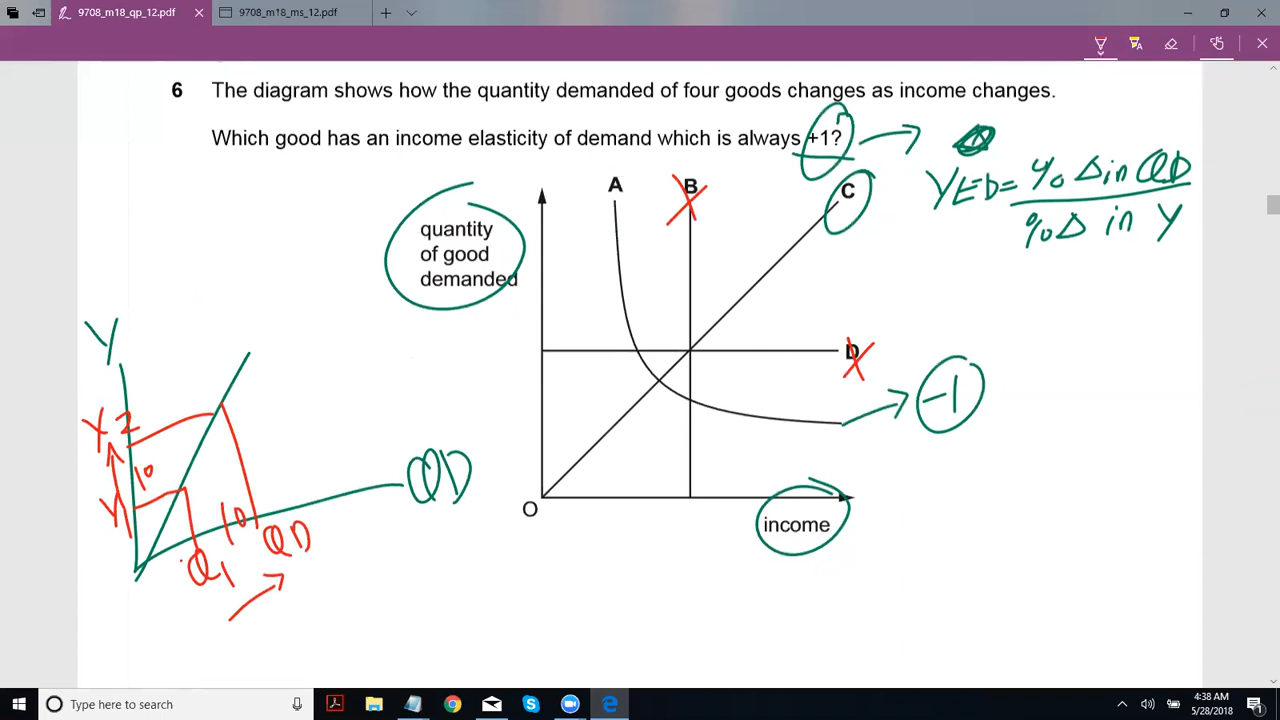 9708_m18_qp_12.pdf
9708_m18_ms_12.pdf
6 The diagram shows how the quantity demanded of four goods changes as income changes.
Which good has an income elasticity of demand which is always +1?
YED = % Δ in QD
% Δ in Y
A
B
C
quantity
of good
demanded
D
-1
O
income
Y
Y2
10
Y1
QD
10
Q1
QD
Type here to search
4:38 AM
5/28/2018